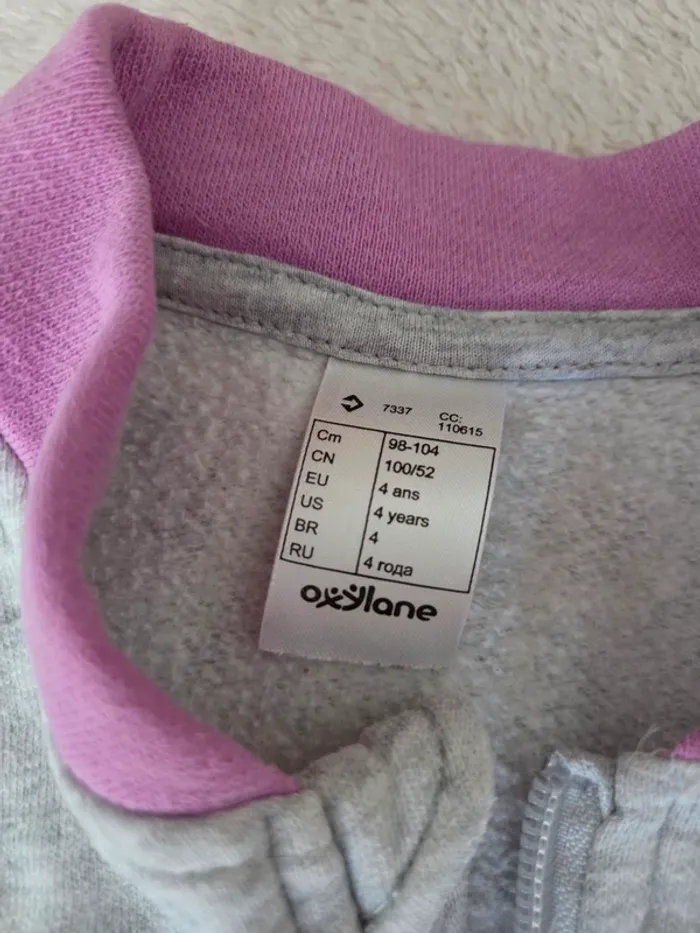 7337 CC:
110615
Cm 98-104
CN 100/52
EU 4 ans
US 4 years
BR 4
RU 4 года
oxylane